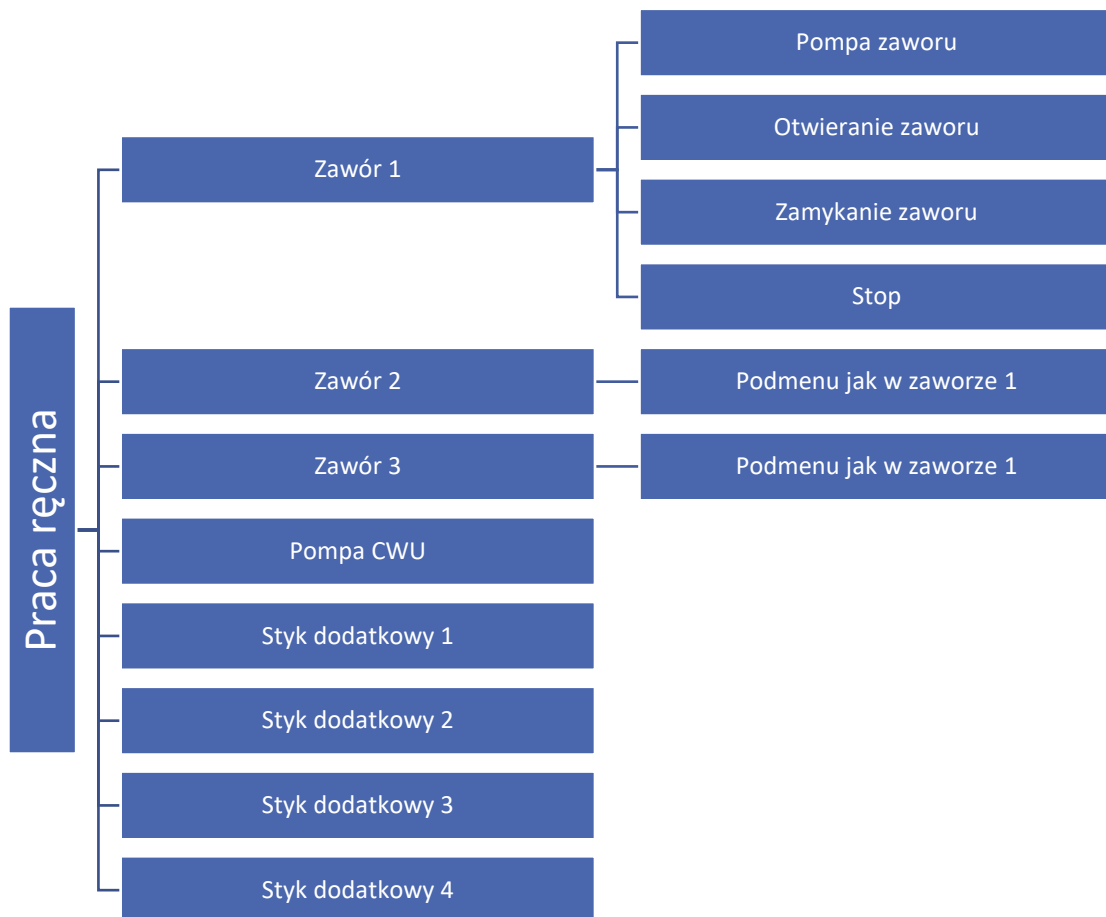 Praca ręczna
Zawór 1
Pompa zaworu
Otwieranie zaworu
Zamykanie zaworu
Stop
Zawór 2
Podmenu jak w zaworze 1
Zawór 3
Podmenu jak w zaworze 1
Pompa CWU
Styk dodatkowy 1
Styk dodatkowy 2
Styk dodatkowy 3
Styk dodatkowy 4